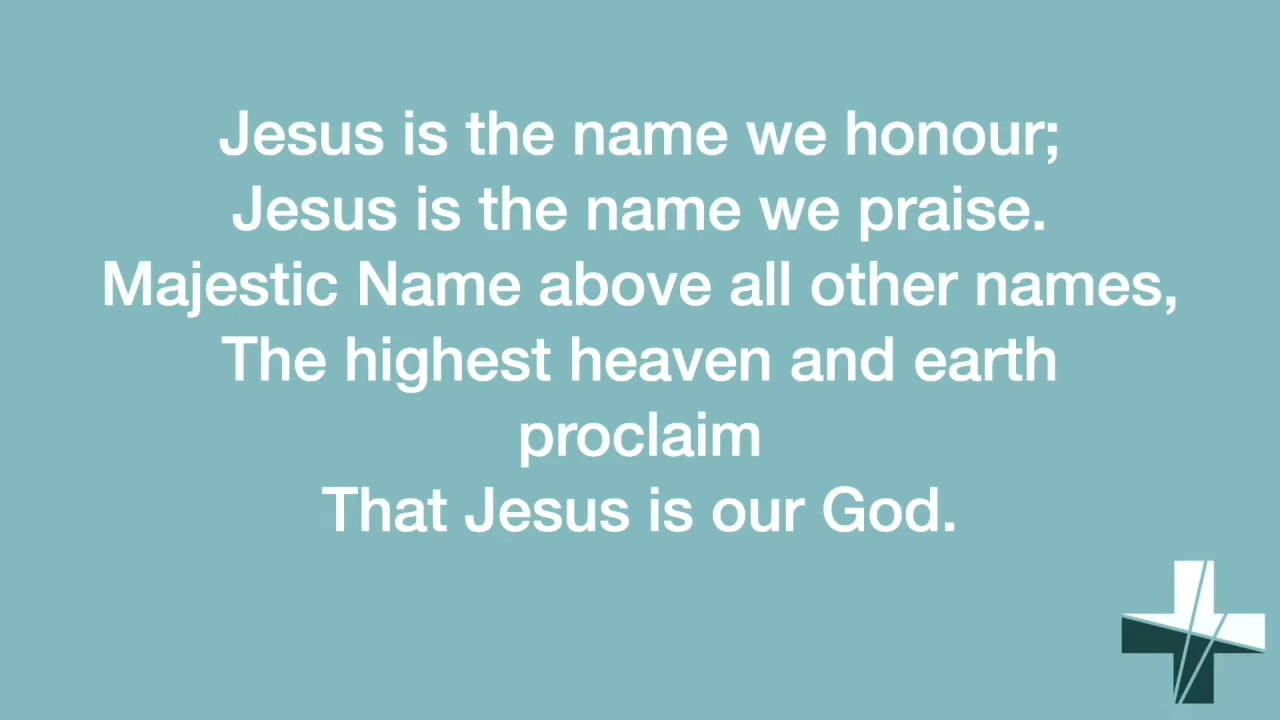 Jesus is the name we honour;
Jesus is the name we praise.
Majestic Name above all other names,
The highest heaven and earth
proclaim
That Jesus is our God.